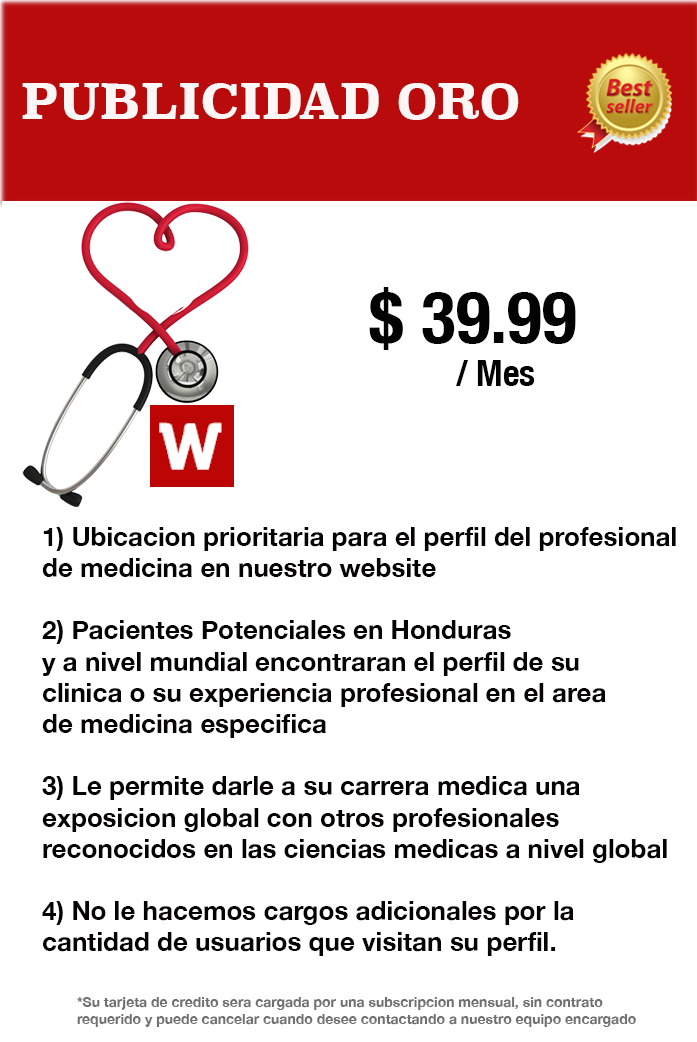 PUBLICIDAD ORO
Best
seller
$ 39.99
/ Mes
W
1) Ubicacion prioritaria para el perfil del profesional
de medicina en nuestro website
2) Pacientes Potenciales en Honduras
y a nivel mundial encontraran el perfil de su
clinica o su experiencia profesional en el area
de medicina especifica
3) Le permite darle a su carrera medica una
exposicion global con otros profesionales
reconocidos en las ciencias medicas a nivel global
4) No le hacemos cargos adicionales por la
cantidad de usuarios que visitan su perfil.
*Su tarjeta de credito sera cargada por una subscripcion mensual, sin contrato
requerido y puede cancelar cuando desee contactando a nuestro equipo encargado